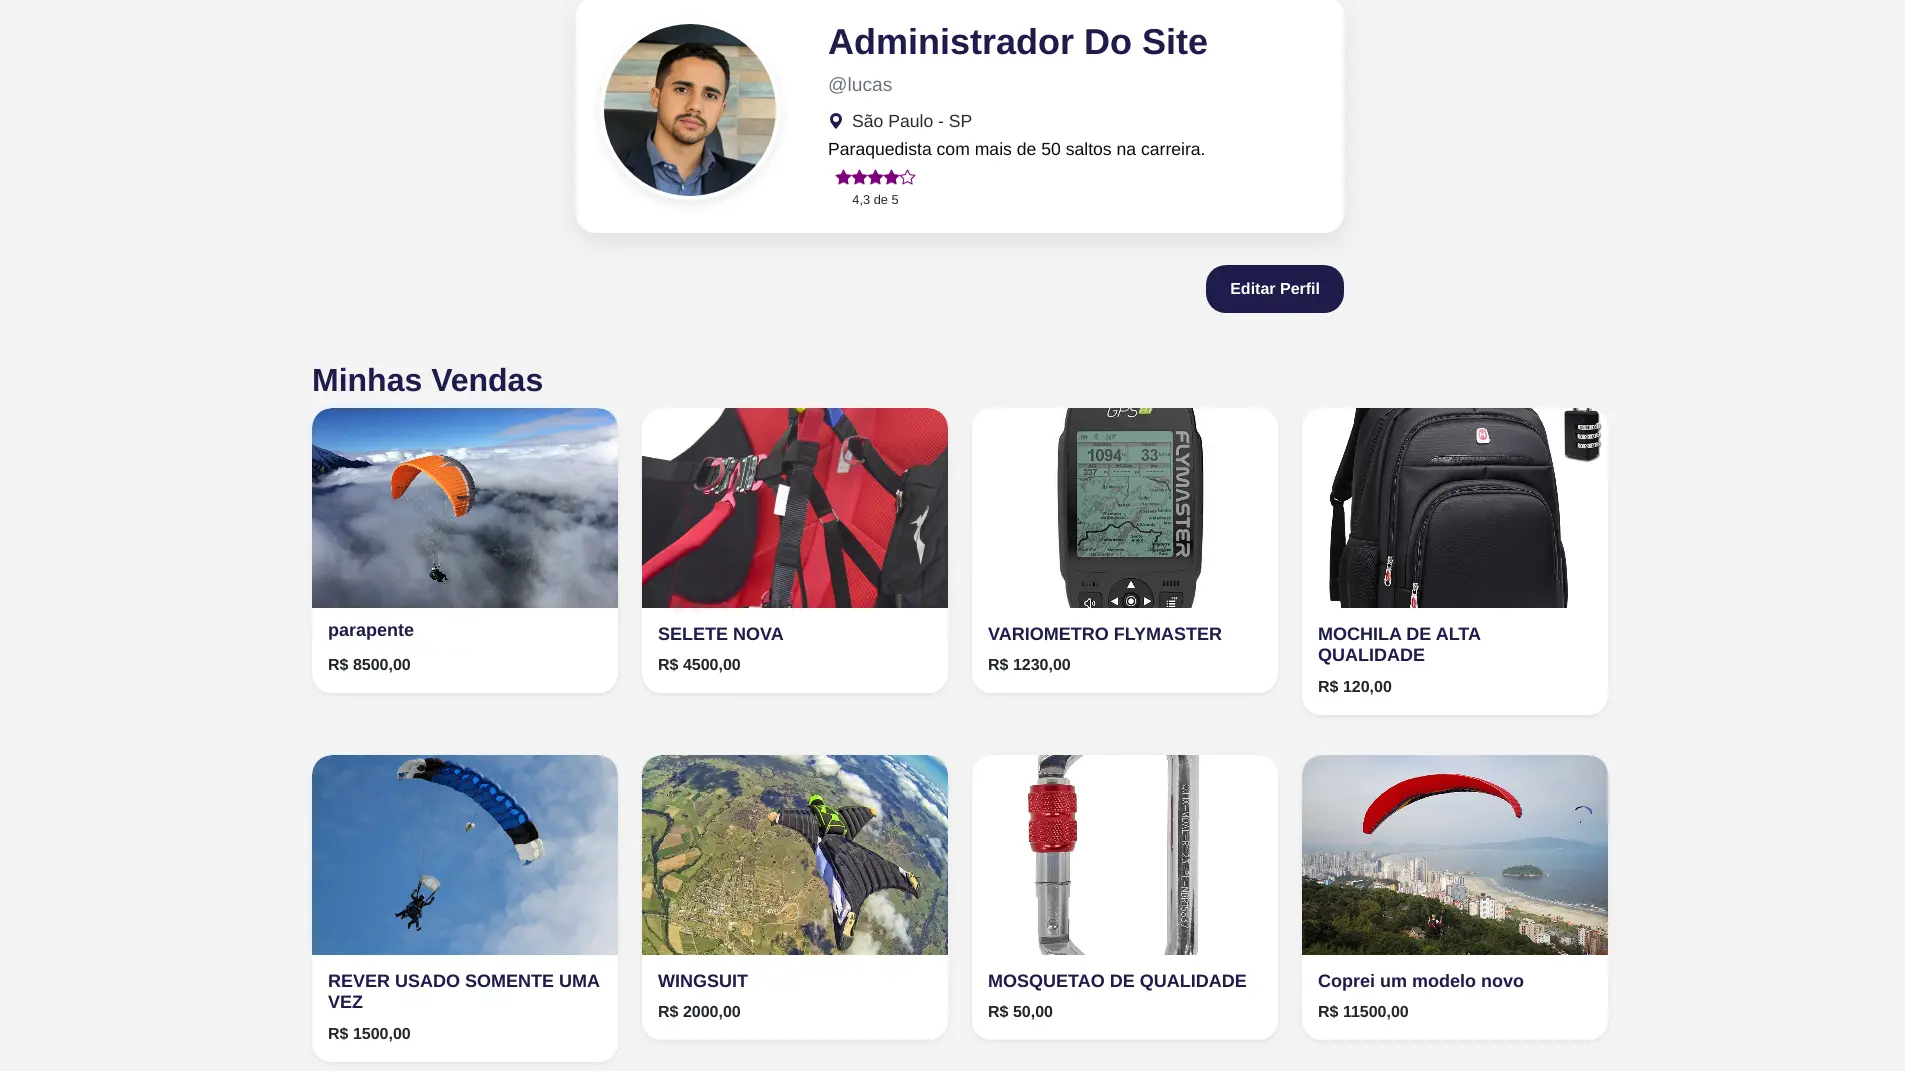 Administrador Do Site
@lucas
São Paulo - SP
Paraquedista com mais de 50 saltos na carreira.
4,3 de 5
Editar Perfil
Minhas Vendas
GPS
1094
33
337
FLYMASTER
parapente
R$ 8500,00
SELETE NOVA
R$ 4500,00
VARIOMETRO FLYMASTER
R$ 1230,00
MOCHILA DE ALTA
QUALIDADE
R$ 120,00
REVER USADO SOMENTE UMA
VEZ
R$ 1500,00
WINGSUIT
R$ 2000,00
MOSQUETAO DE QUALIDADE
R$ 50,00
Coprei um modelo novo
R$ 11500,00